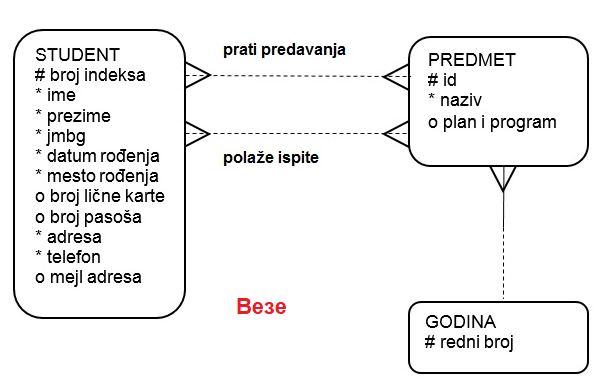 STUDENT
# broj indeksa
* ime
* prezime
* jmbg
* datum rođenja
* mesto rođenja
o broj lične karte
o broj pasoša
* adresa
* telefon
o mejl adresa
prati predavanja
polaže ispite
PREDMET
# id
* naziv
o plan i program
Везе
GODINA
# redni broj